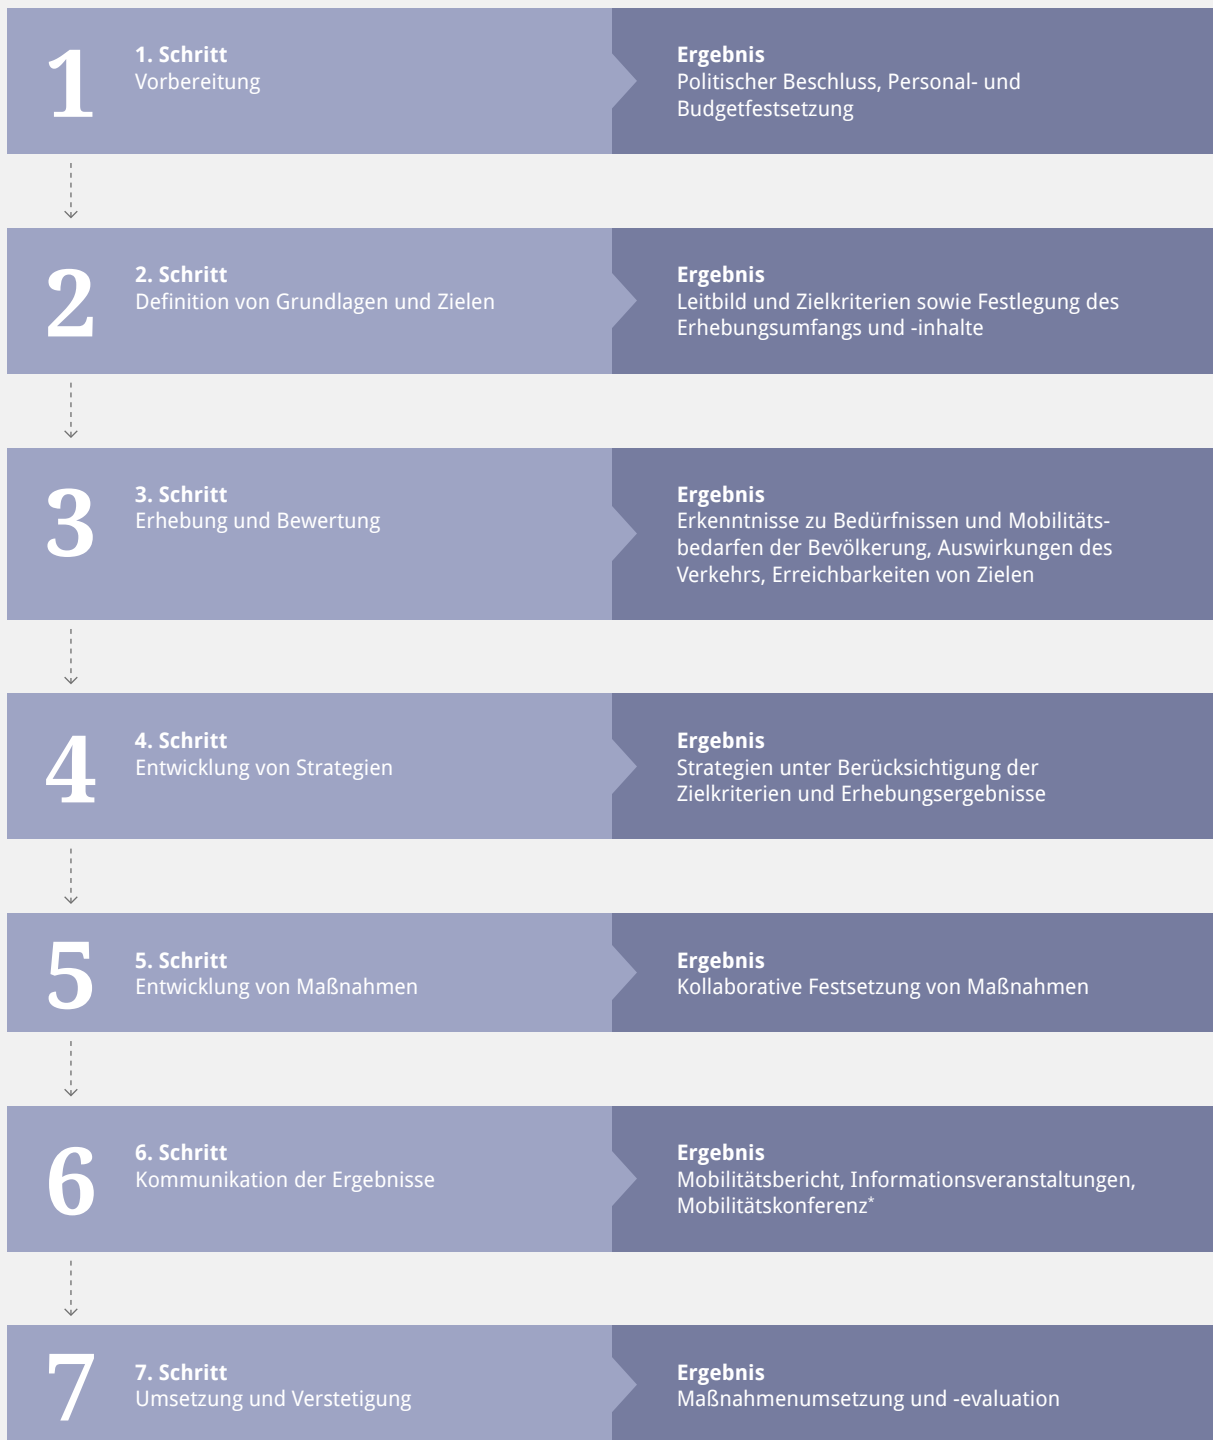 1
1. Schritt
Vorbereitung
Ergebnis
Politischer Beschluss, Personal- und
Budgetfestsetzung
2
2. Schritt
Definition von Grundlagen und Zielen
Ergebnis
Leitbild und Zielkriterien sowie Festlegung des
Erhebungsumfangs und -inhalte
3
3. Schritt
Erhebung und Bewertung
Ergebnis
Erkenntnisse zu Bedürfnissen und Mobilitäts-
bedarfen der Bevölkerung, Auswirkungen des
Verkehrs, Erreichbarkeiten von Zielen
4
4. Schritt
Entwicklung von Strategien
Ergebnis
Strategien unter Berücksichtigung der
Zielkriterien und Erhebungsergebnisse
5
5. Schritt
Entwicklung von Maßnahmen
Ergebnis
Kollaborative Festsetzung von Maßnahmen
6
6. Schritt
Kommunikation der Ergebnisse
Ergebnis
Mobilitätsbericht, Informationsveranstaltungen,
Mobilitätskonferenz*
7
7. Schritt
Umsetzung und Verstetigung
Ergebnis
Maßnahmenumsetzung und -evaluation